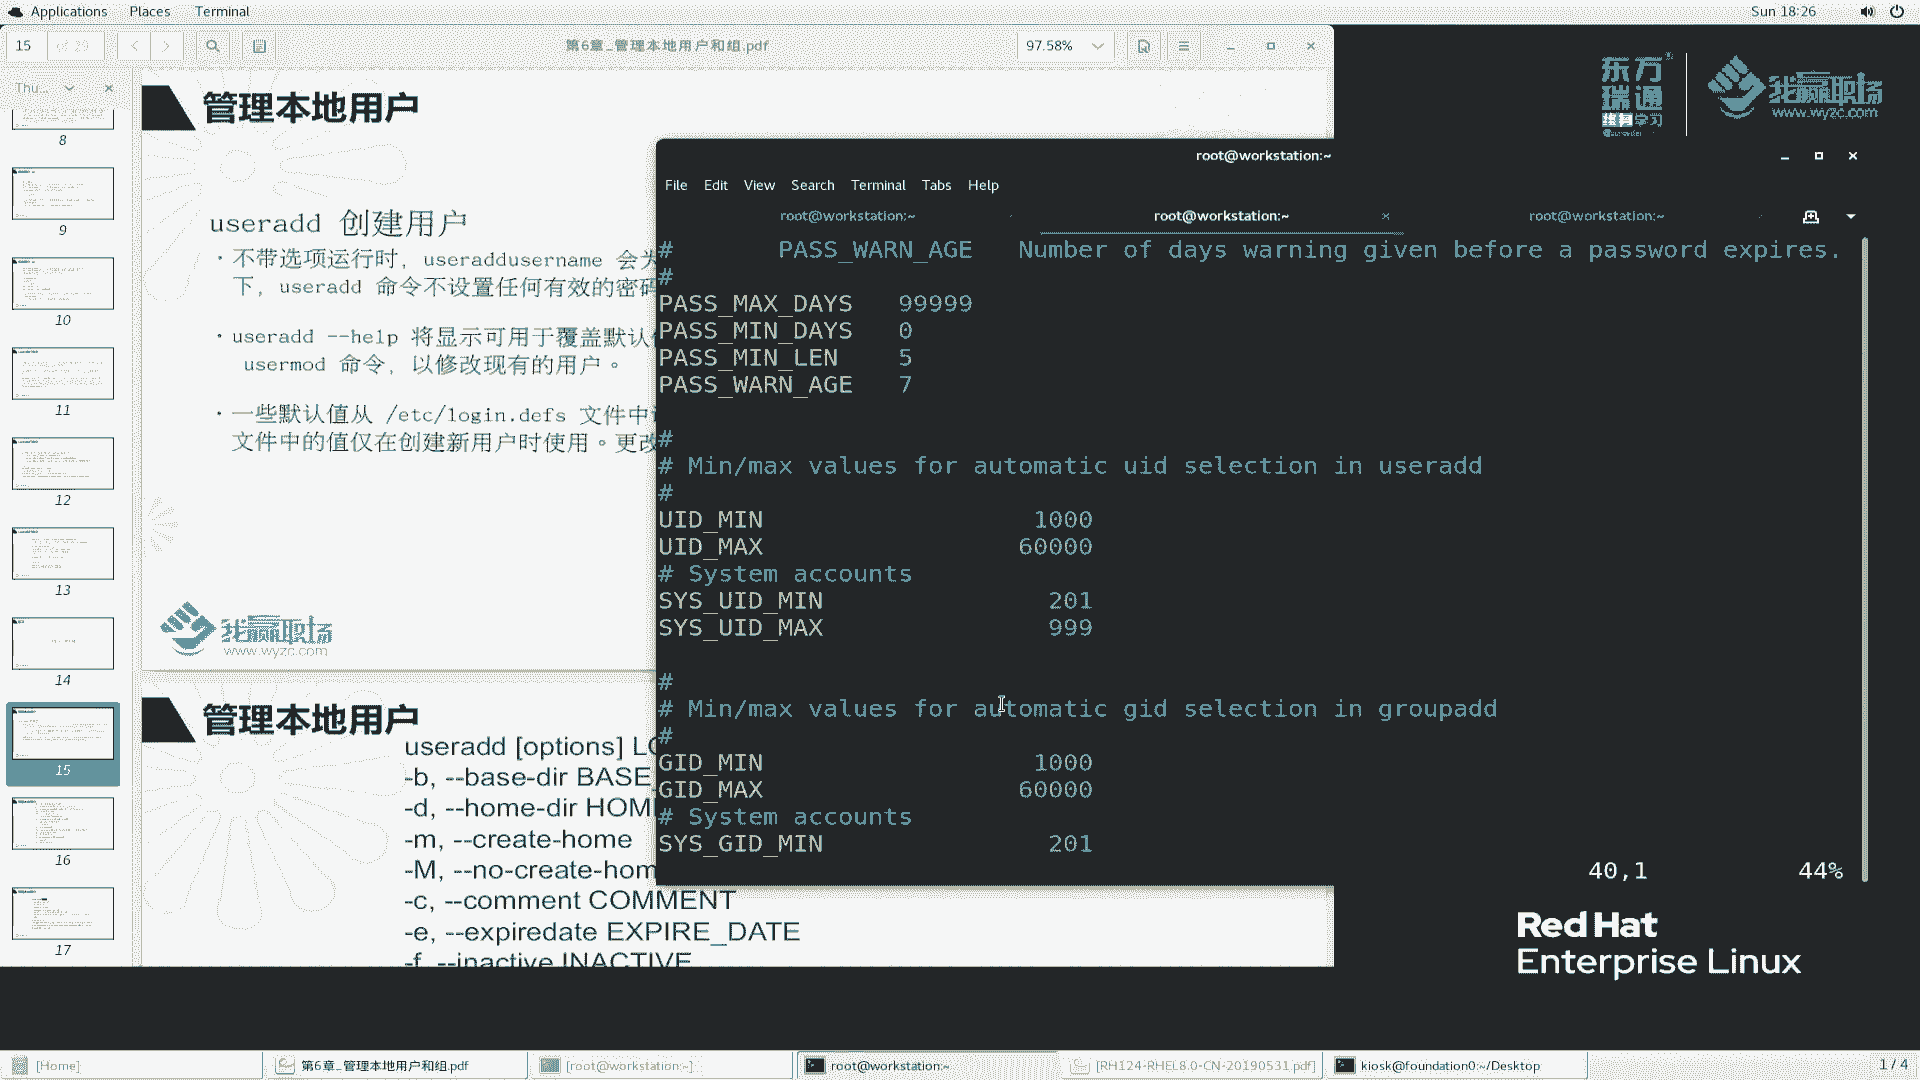 Applications Places Terminal Sun 18:26
15 of 29 第6章_管理本地用户和组.pdf 97.58%
Thu...
8
9
10
11
12
13
14
15
16
17
管理本地用户
useradd 创建用户
· 不带选项运行时，useraddusername 会为
下，useradd 命令不设置任何有效的密码
· useradd --help 将显示可用于覆盖默认
usermod 命令，以修改现有的用户。
· 一些默认值从 /etc/login.defs 文件中
文件中的值仅在创建新用户时使用。更改
我赢职场
www.wyzc.com
管理本地用户
useradd [options] LO
-b, --base-dir BASE_
-d, --home-dir HOM
-m, --create-home
-M, --no-create-hom
-c, --comment COMMENT
-e, --expiredate EXPIRE_DATE
-f, --inactive INACTIVE
东方
瑞通
终身学习
我赢职场
www.wyzc.com
root@workstation:~
File Edit View Search Terminal Tabs Help
root@workstation:~ root@workstation:~ root@workstation:~
# PASS_WARN_AGE Number of days warning given before a password expires.
#
PASS_MAX_DAYS 99999
PASS_MIN_DAYS 0
PASS_MIN_LEN 5
PASS_WARN_AGE 7
#
# Min/max values for automatic uid selection in useradd
#
UID_MIN 1000
UID_MAX 60000
# System accounts
SYS_UID_MIN 201
SYS_UID_MAX 999
#
# Min/max values for automatic gid selection in groupadd
#
GID_MIN 1000
GID_MAX 60000
# System accounts
SYS_GID_MIN 201
40,1 44%
Red Hat
Enterprise Linux
[Home] 第6章_管理本地用户和组.pdf [root@workstation:~] root@workstation:~ [RH124-RHEL8.0-CN-20190531.pdf] kiosk@foundation0:~/Desktop 1 / 4